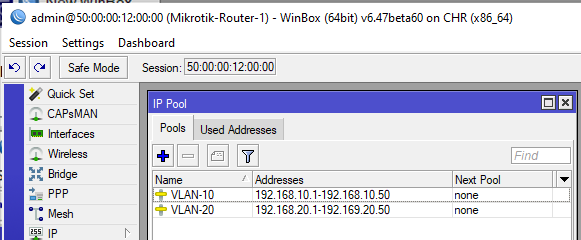 admin@50:00:00:12:00:00 (Mikrotik-Router-1) - WinBox (64bit) v6.47beta60 on CHR (x86_64)
Session Settings Dashboard
Safe Mode Session: 50:00:00:12:00:00
Quick Set
CAPsMAN
Interfaces
Wireless
Bridge
PPP
Mesh
255 IP
IP Pool
Pools Used Addresses
Find
Name Addresses Next Pool
VLAN-10 192.168.10.1-192.168.10.50 none
VLAN-20 192.168.20.1-192.169.20.50 none